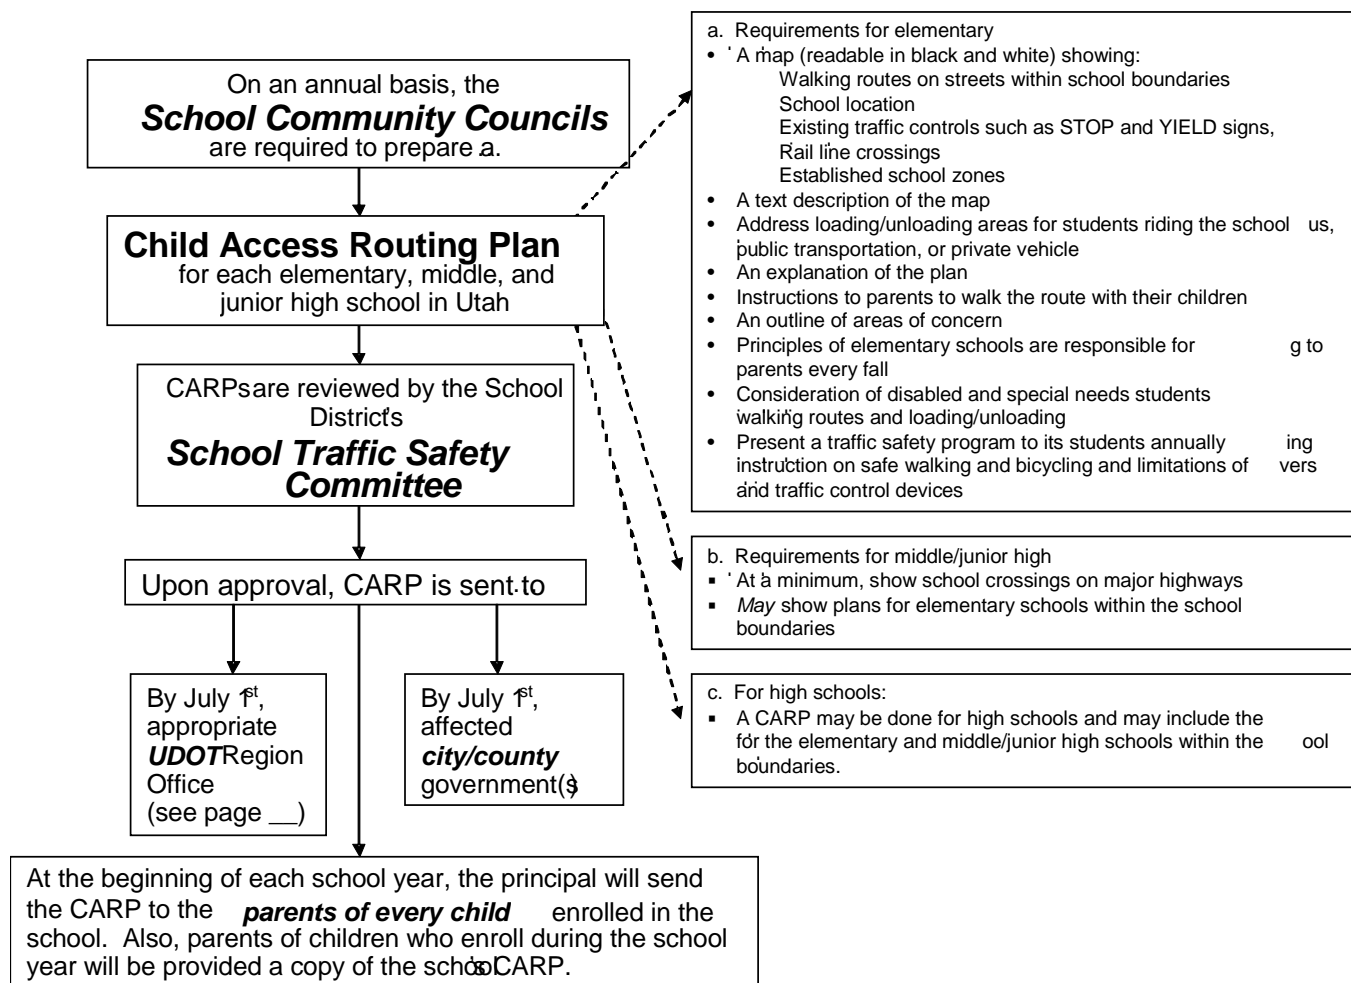 On an annual basis, the
School Community Councils
are required to prepare a.
Child Access Routing Plan
for each elementary, middle, and
junior high school in Utah
CARPs are reviewed by the School
District's
School Traffic Safety
Committee
Upon approval, CARP is sent to
By July 1st,
appropriate
UDOT Region
Office
(see page __)
By July 1st,
affected
city/county
government(s)
At the beginning of each school year, the principal will send
the CARP to the parents of every child enrolled in the
school. Also, parents of children who enroll during the school
year will be provided a copy of the school's CARP.
a. Requirements for elementary
• A map (readable in black and white) showing:
Walking routes on streets within school boundaries
School location
Existing traffic controls such as STOP and YIELD signs,
Rail line crossings
Established school zones
• A text description of the map
• Address loading/unloading areas for students riding the school us,
public transportation, or private vehicle
• An explanation of the plan
• Instructions to parents to walk the route with their children
• An outline of areas of concern
• Principles of elementary schools are responsible for g to
parents every fall
• Consideration of disabled and special needs students
walking routes and loading/unloading
• Present a traffic safety program to its students annually ing
instruction on safe walking and bicycling and limitations of vers
and traffic control devices
b. Requirements for middle/junior high
▪ At a minimum, show school crossings on major highways
▪ May show plans for elementary schools within the school
boundaries
c. For high schools:
▪ A CARP may be done for high schools and may include the
for the elementary and middle/junior high schools within the ool
boundaries.